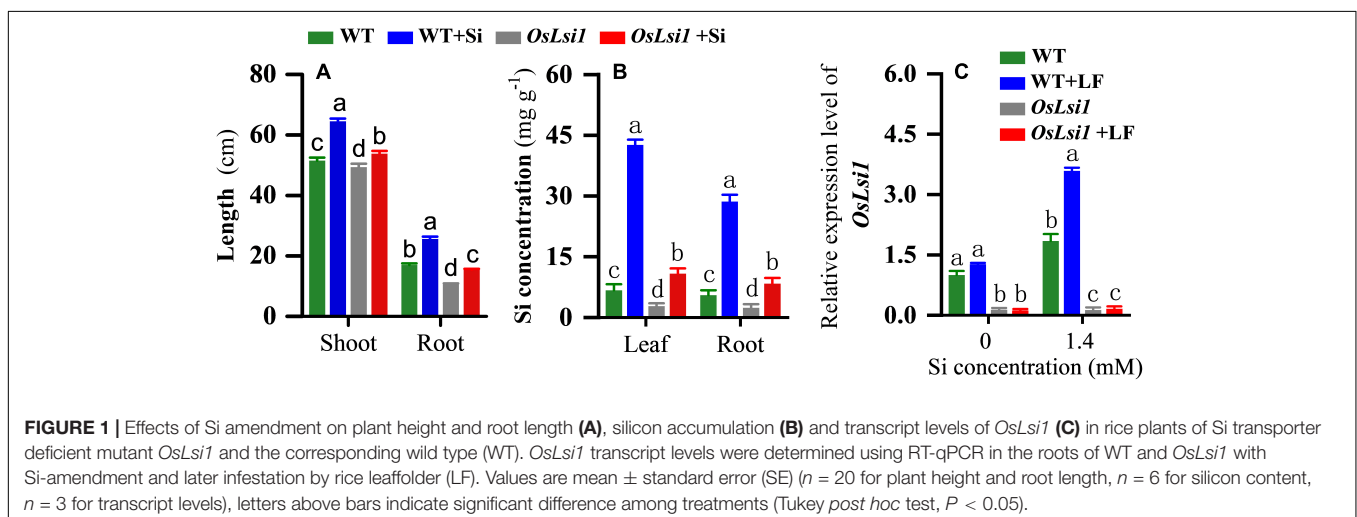 WT WT+Si OsLsi1 OsLsi1 +Si
A
Length (cm)
80
60
40
20
0
c a d b
b a d c
Shoot Root
B
Si concentration (mg g-1)
60
45
30
15
0
c a d b
c a d b
Leaf Root
C
WT
WT+LF
OsLsi1
OsLsi1 +LF
Relative expression level of
OsLsi1
6.0
4.5
3.0
1.5
0.0
a a b b
b a c c
0 1.4
Si concentration (mM)
FIGURE 1 | Effects of Si amendment on plant height and root length (A), silicon accumulation (B) and transcript levels of OsLsi1 (C) in rice plants of Si transporter
deficient mutant OsLsi1 and the corresponding wild type (WT). OsLsi1 transcript levels were determined using RT-qPCR in the roots of WT and OsLsi1 with
Si-amendment and later infestation by rice leaffolder (LF). Values are mean ± standard error (SE) (n = 20 for plant height and root length, n = 6 for silicon content,
n = 3 for transcript levels), letters above bars indicate significant difference among treatments (Tukey post hoc test, P < 0.05).